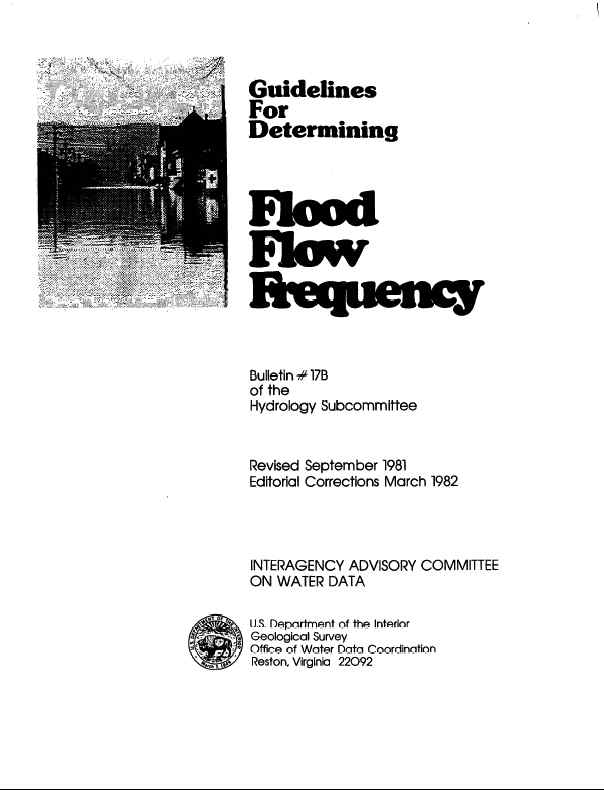 Guidelines
For
Determining
Flood
Flow
Frequency
Bulletin # 17B
of the
Hydrology Subcommittee
Revised September 1981
Editorial Corrections March 1982
INTERAGENCY ADVISORY COMMITTEE
ON WATER DATA
U.S. Department of the Interior
Geological Survey
Office of Water Data Coordination
Reston, Virginia 22092